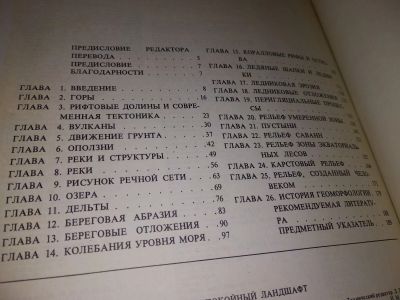 ПРЕДИСЛОВИЕ РЕДАКТОРА
ПЕРЕВОДА 5
ПРЕДИСЛОВИЕ 7
БЛАГОДАРНОСТИ 7
ГЛАВА 1. ВВЕДЕНИЕ 8
ГЛАВА 2. ГОРЫ 16
ГЛАВА 3. РИФТОВЫЕ ДОЛИНЫ И СОВРЕ-
МЕННАЯ ТЕКТОНИКА 23
ГЛАВА 4. ВУЛКАНЫ 30
ГЛАВА 5. ДВИЖЕНИЕ ГРУНТА 37
ГЛАВА 6. ОПОЛЗНИ 42
ГЛАВА 7. РЕКИ И СТРУКТУРЫ 49
ГЛАВА 8. РЕКИ 56
ГЛАВА 9. РИСУНОК РЕЧНОЙ СЕТИ 63
ГЛАВА 10. ОЗЕРА 69
ГЛАВА 11. ДЕЛЬТЫ 76
ГЛАВА 12. БЕРЕГОВАЯ АБРАЗИЯ 83
ГЛАВА 13. БЕРЕГОВЫЕ ОТЛОЖЕНИЯ 90
ГЛАВА 14. КОЛЕБАНИЯ УРОВНЯ МОРЯ 97
ГЛАВА 15. КОРАЛЛОВЫЕ РИФЫ И ОСТРО-
ВА
ГЛАВА 16. ЛЕДЯНЫЕ ШАПКИ И ЛЕДНИ-
КИ
ГЛАВА 17. ЛЕДНИКОВАЯ ЭРОЗИЯ
ГЛАВА 18. ЛЕДНИКОВЫЕ ОТЛОЖЕНИЯ
ГЛАВА 19. ПЕРИГЛЯЦИАЛЬНЫЕ ПРОЦЕС-
СЫ
ГЛАВА 20. РЕЛЬЕФ УМЕРЕННОЙ ЗОНЫ
ГЛАВА 21. ПУСТЫНИ
ГЛАВА 22. РЕЛЬЕФ САВАНН
ГЛАВА 23. РЕЛЬЕФ ЗОНЫ ЭКВАТОРИАЛЬ-
НЫХ ЛЕСОВ
ГЛАВА 24. КАРСТОВЫЙ РЕЛЬЕФ
ГЛАВА 25. РЕЛЬЕФ, СОЗДАННЫЙ ЧЕЛО-
ВЕКОМ
ГЛАВА 26. ИСТОРИЯ ГЕОМОРФОЛОГИИ
РЕКОМЕНДУЕМАЯ ЛИТЕРАТУ-
РА
ПРЕДМЕТНЫЙ УКАЗАТЕЛЬ
ПОКОЙНЫЙ ЛАНДШАФТ